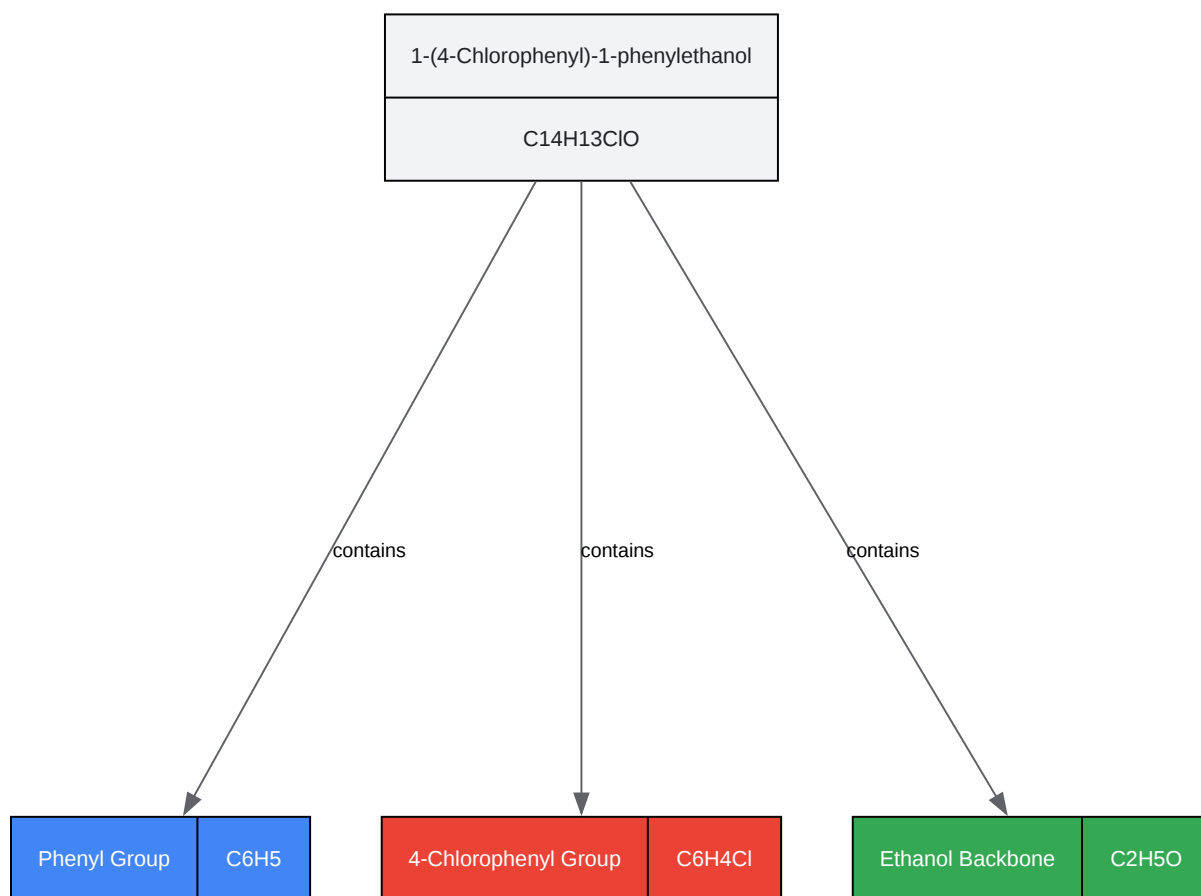 1-(4-Chlorophenyl)-1-phenylethanol
C14H13ClO
contains
contains
contains
Phenyl Group
C6H5
4-Chlorophenyl Group
C6H4Cl
Ethanol Backbone
C2H5O